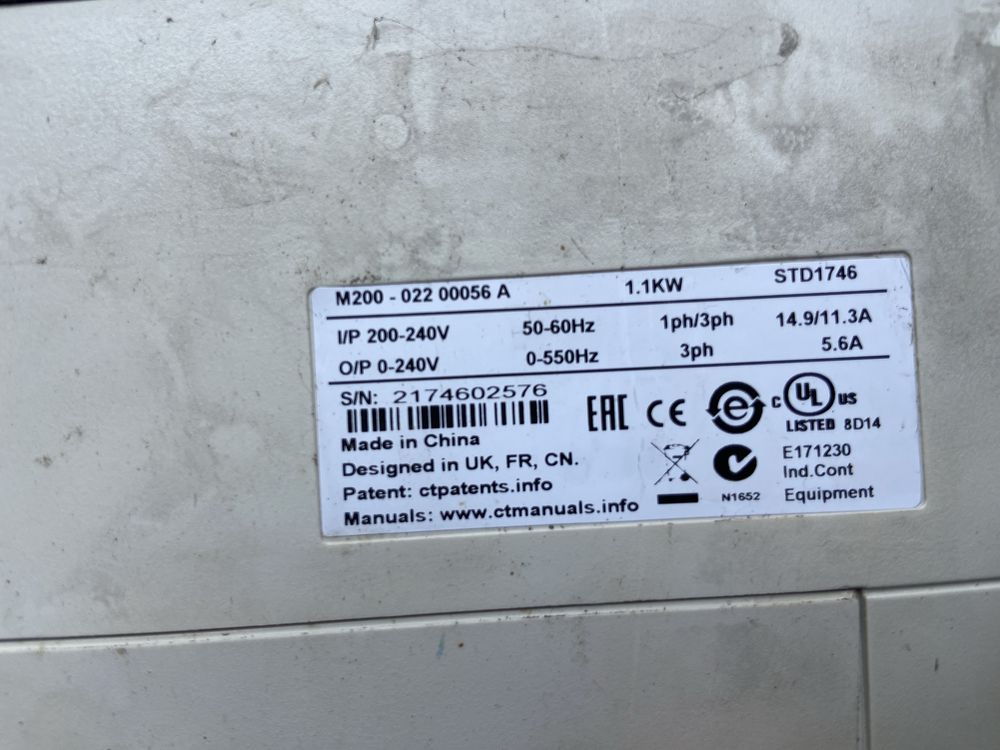 M200 - 022 00056 A 1.1KW STD1746
I/P 200-240V 50-60Hz 1ph/3ph 14.9/11.3A
O/P 0-240V 0-550Hz 3ph 5.6A
S/N: 2174602576
Made in China
Designed in UK, FR, CN.
Patent: ctpatents.info
Manuals: www.ctmanuals.info
EAC CE e C UL US
LISTED 8D14
N1652
E171230
Ind.Cont
Equipment